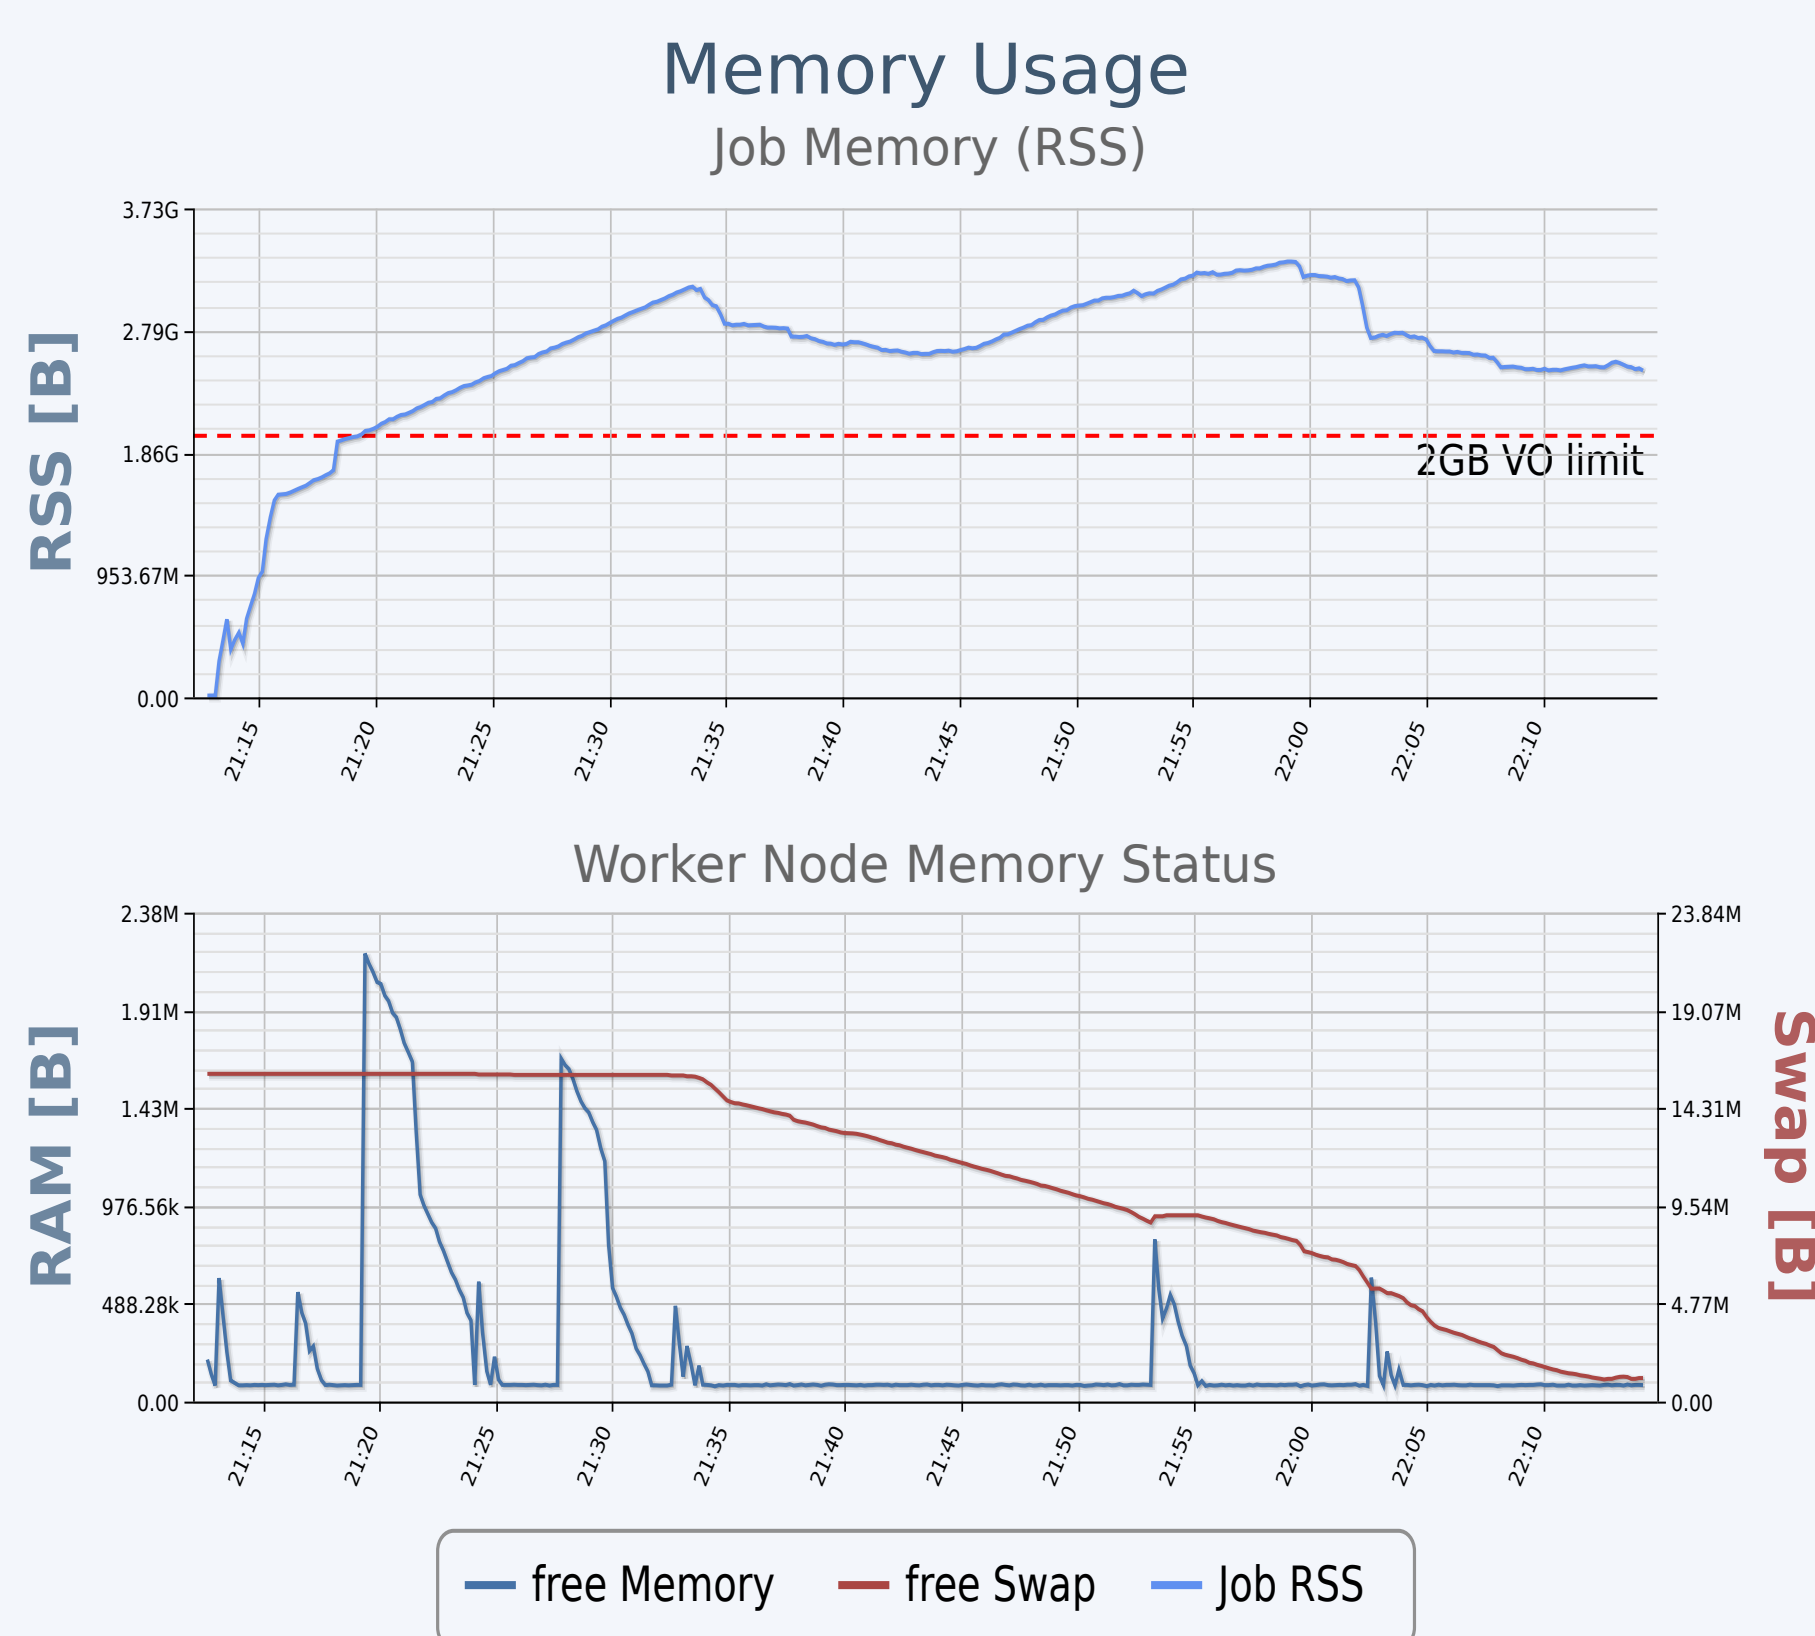 Memory Usage
Job Memory (RSS)
RSS [B]
3.73G
2.79G
1.86G
953.67M
0.00
2GB VO limit
21:15 21:20 21:25 21:30 21:35 21:40 21:45 21:50 21:55 22:00 22:05 22:10
Worker Node Memory Status
RAM [B]
2.38M
1.91M
1.43M
976.56k
488.28k
0.00
23.84M
19.07M
14.31M
9.54M
4.77M
0.00
Swap [B]
21:15 21:20 21:25 21:30 21:35 21:40 21:45 21:50 21:55 22:00 22:05 22:10
free Memory free Swap Job RSS